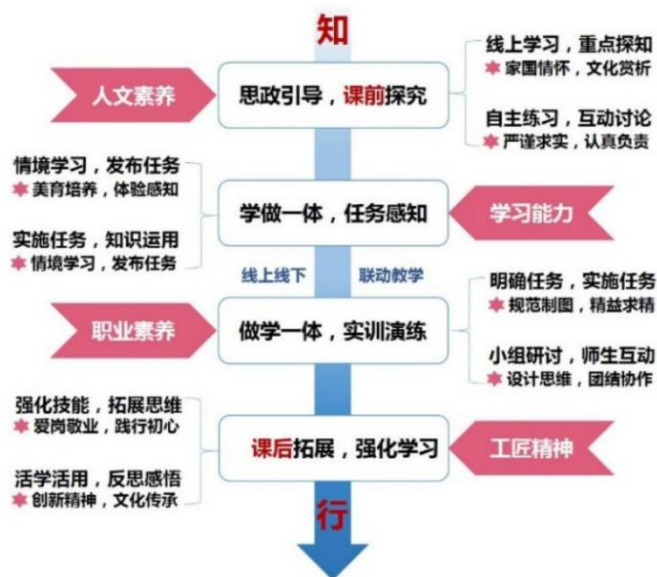 知
人文素养
思政引导，课前探究
线上学习，重点探知
家国情怀，文化赏析
自主练习，互动讨论
严谨求实，认真负责
情境学习，发布任务
美育培养，体验感知
实施任务，知识运用
情境学习，发布任务
学做一体，任务感知
学习能力
线上线下 联动教学
职业素养
做学一体，实训演练
明确任务，实施任务
规范制图，精益求精
小组研讨，师生互动
设计思维，团结协作
强化技能，拓展思维
爱岗敬业，践行初心
活学活用，反思感悟
创新精神，文化传承
课后拓展，强化学习
工匠精神
行